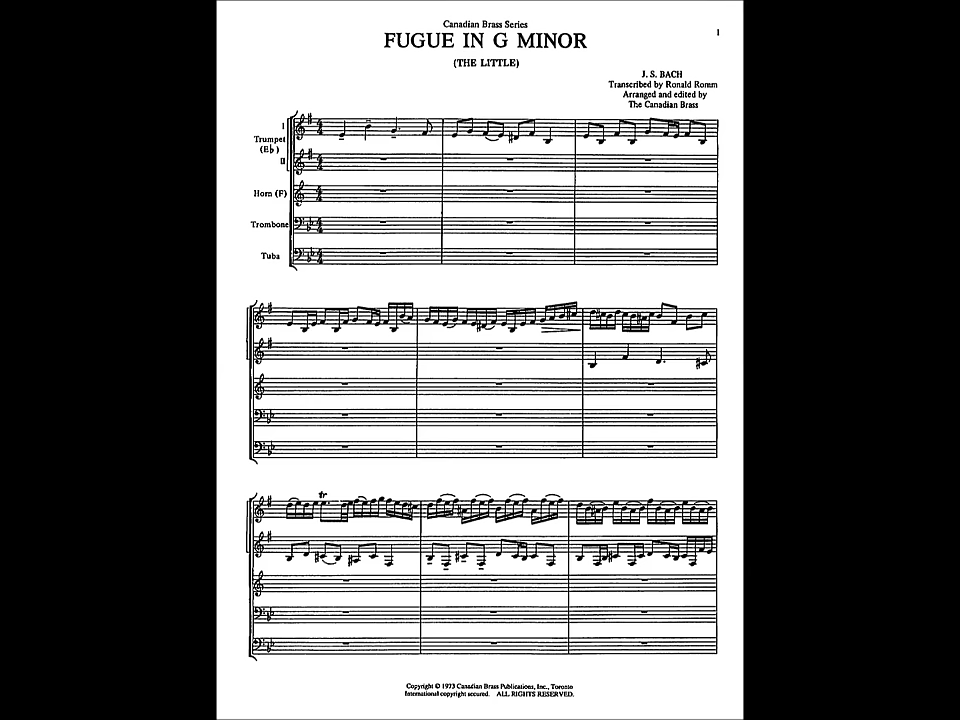 Canadian Brass Series
FUGUE IN G MINOR
1
(THE LITTLE)
J. S. BACH
Transcribed by Ronald Romm
Arranged and edited by
The Canadian Brass
I
Trumpet
(E♭)
II
Horn (F)
Trombone
Tuba
tr
Copyright © 1973 Canadian Brass Publications, Inc., Toronto
International copyright secured. ALL RIGHTS RESERVED.